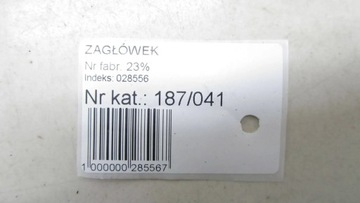 ZAGŁÓWEK
Nr fabr. 23%
Indeks: 028556
Nr kat.: 187/041
1 000000 285567